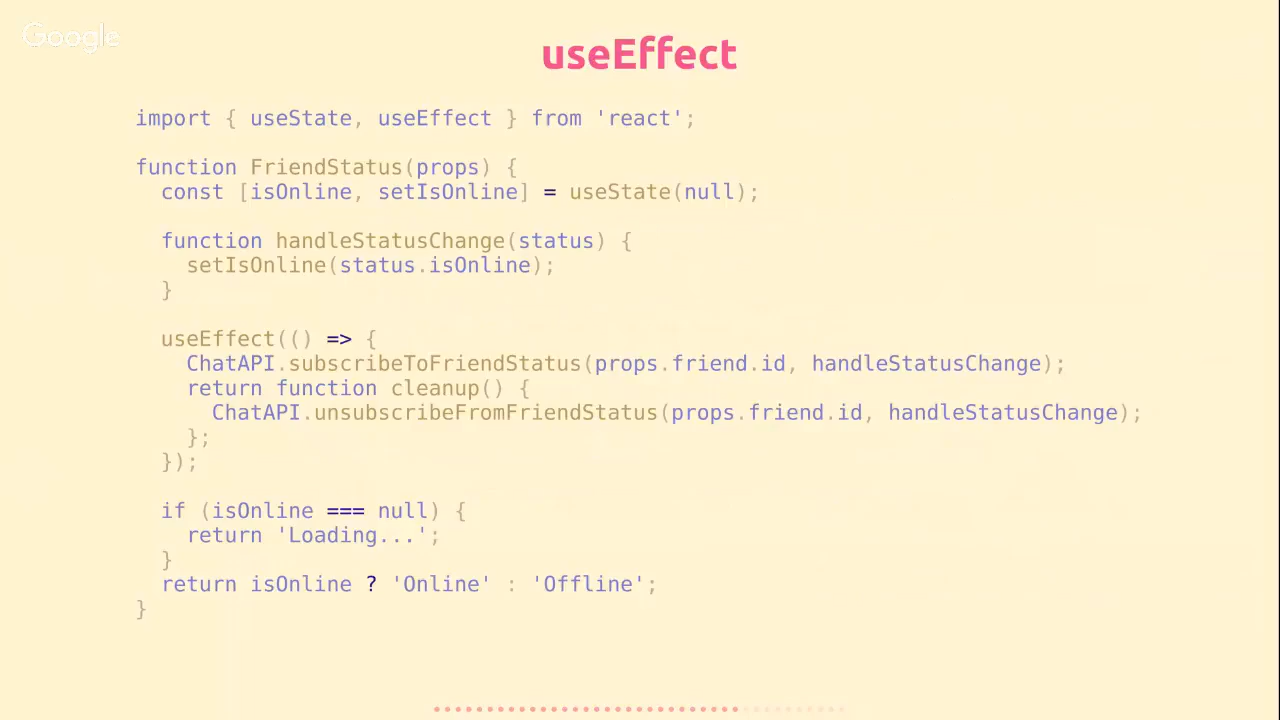 Google
useEffect
import { useState, useEffect } from 'react';
function FriendStatus(props) {
  const [isOnline, setIsOnline] = useState(null);
  function handleStatusChange(status) {
    setIsOnline(status.isOnline);
  }
  useEffect(() => {
    ChatAPI.subscribeToFriendStatus(props.friend.id, handleStatusChange);
    return function cleanup() {
      ChatAPI.unsubscribeFromFriendStatus(props.friend.id, handleStatusChange);
    };
  });
  if (isOnline === null) {
    return 'Loading...';
  }
  return isOnline ? 'Online' : 'Offline';
}